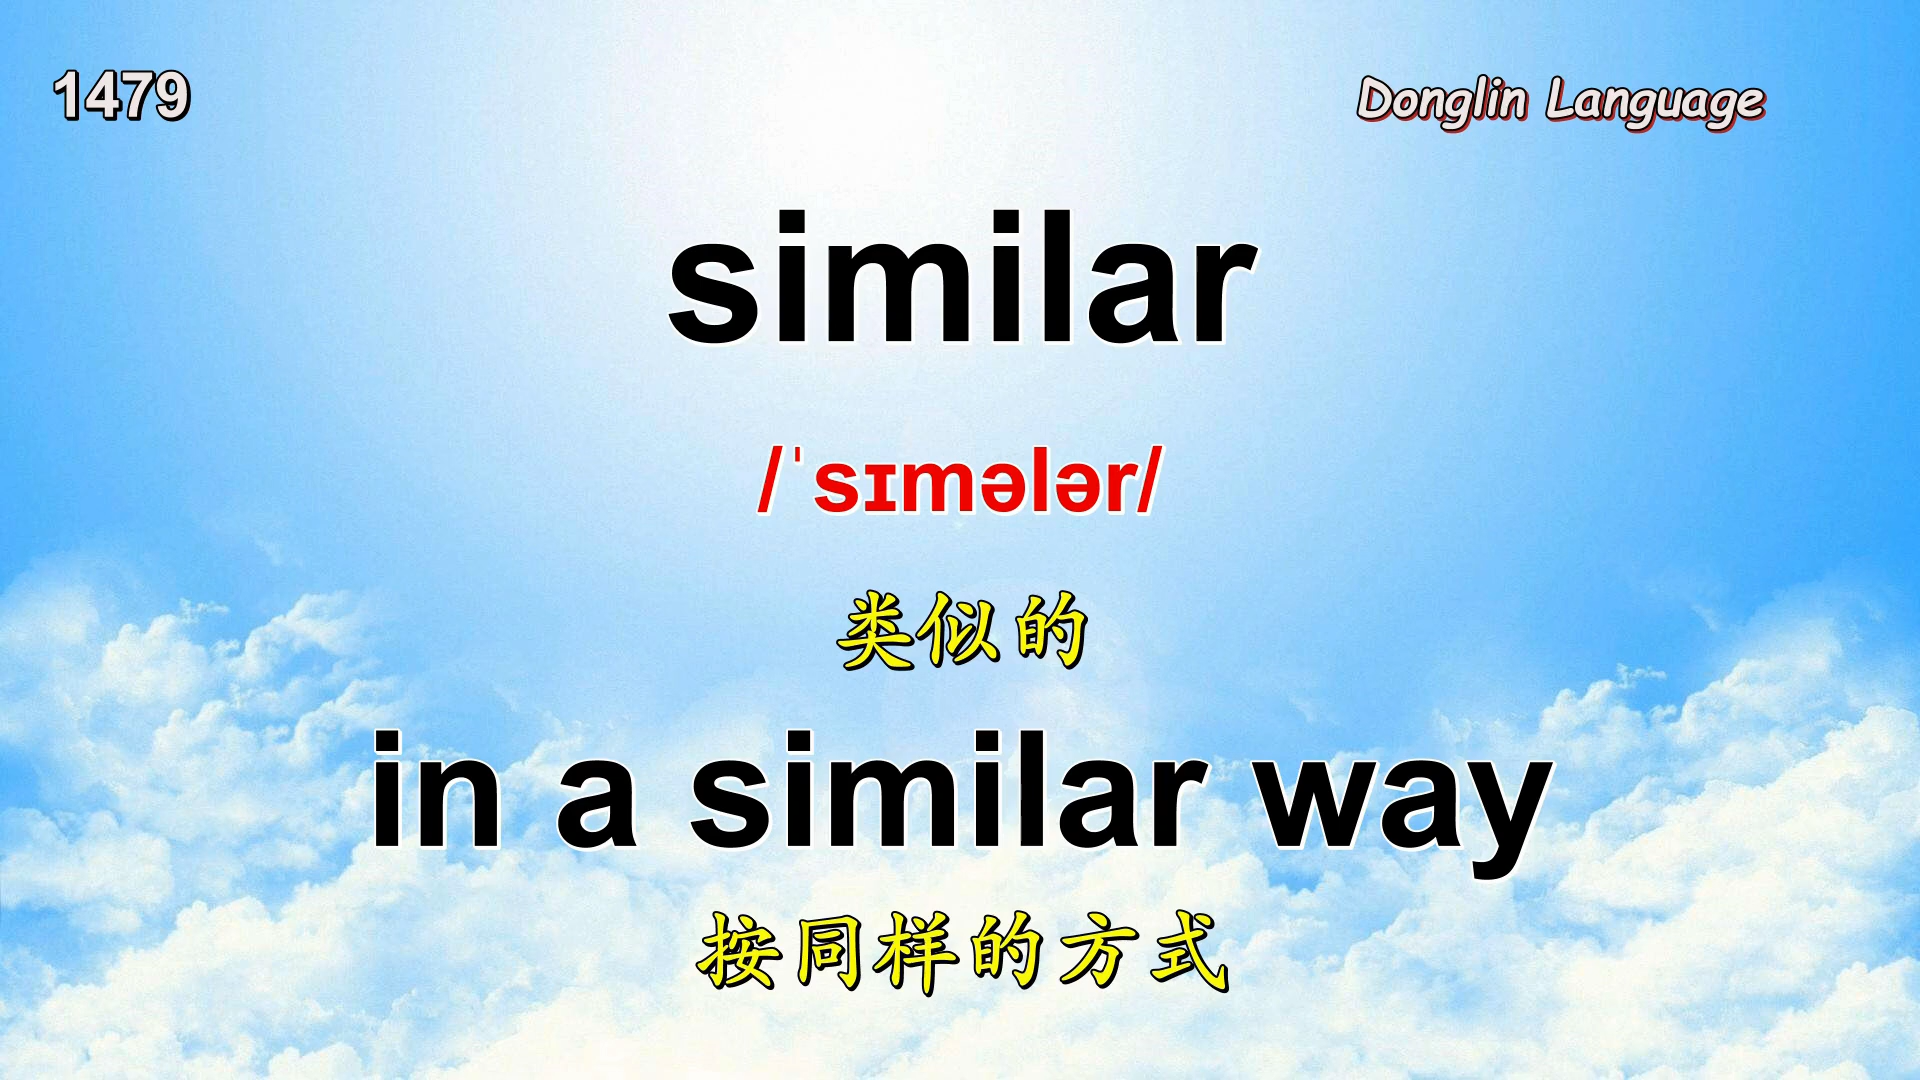 1479
Donglin Language
similar
/ˈsɪmələr/
类似的
in a similar way
按同样的方式